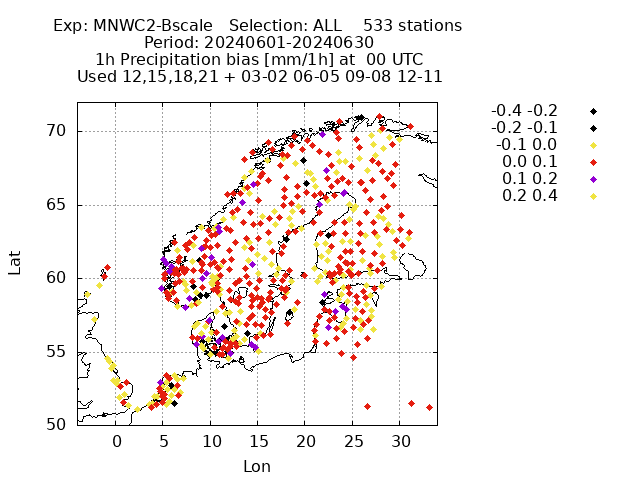 Exp: MNWC2-Bscale Selection: ALL 533 stations
Period: 20240601-20240630
1h Precipitation bias [mm/1h] at 00 UTC
Used 12,15,18,21 + 03-02 06-05 09-08 12-11
-0.4 -0.2
-0.2 -0.1
-0.1 0.0
0.0 0.1
0.1 0.2
0.2 0.4
70
65
60
55
50
Lat
0 5 10 15 20 25 30
Lon